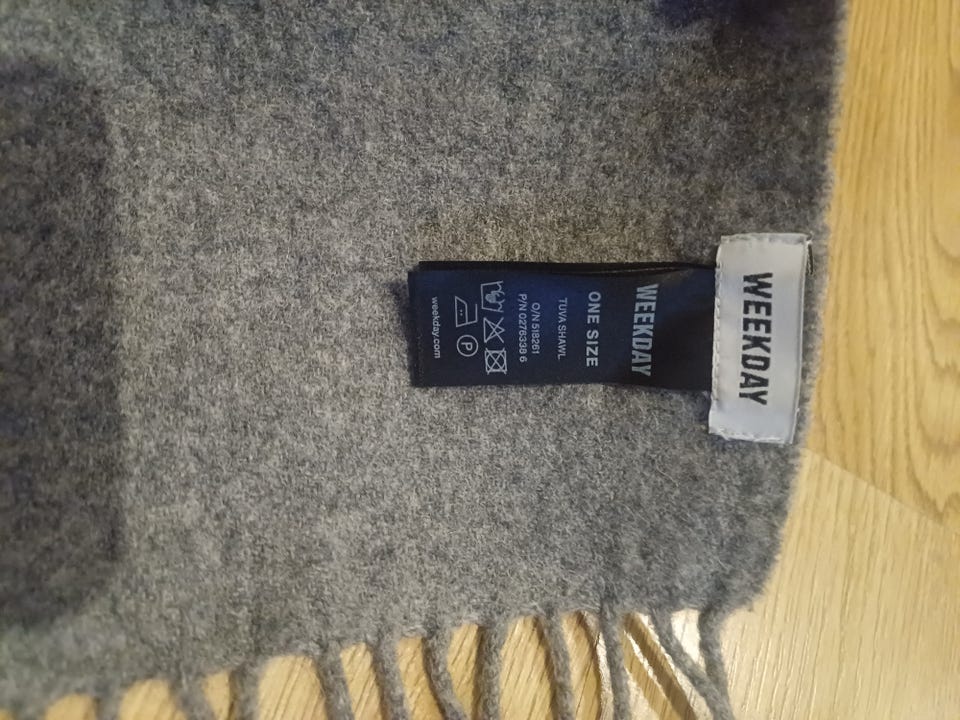 WEEKDAY
WEEKDAY
ONE SIZE
TUVA SHAWL
O/N 518261
P/N 0276338 6
P
weekday.com